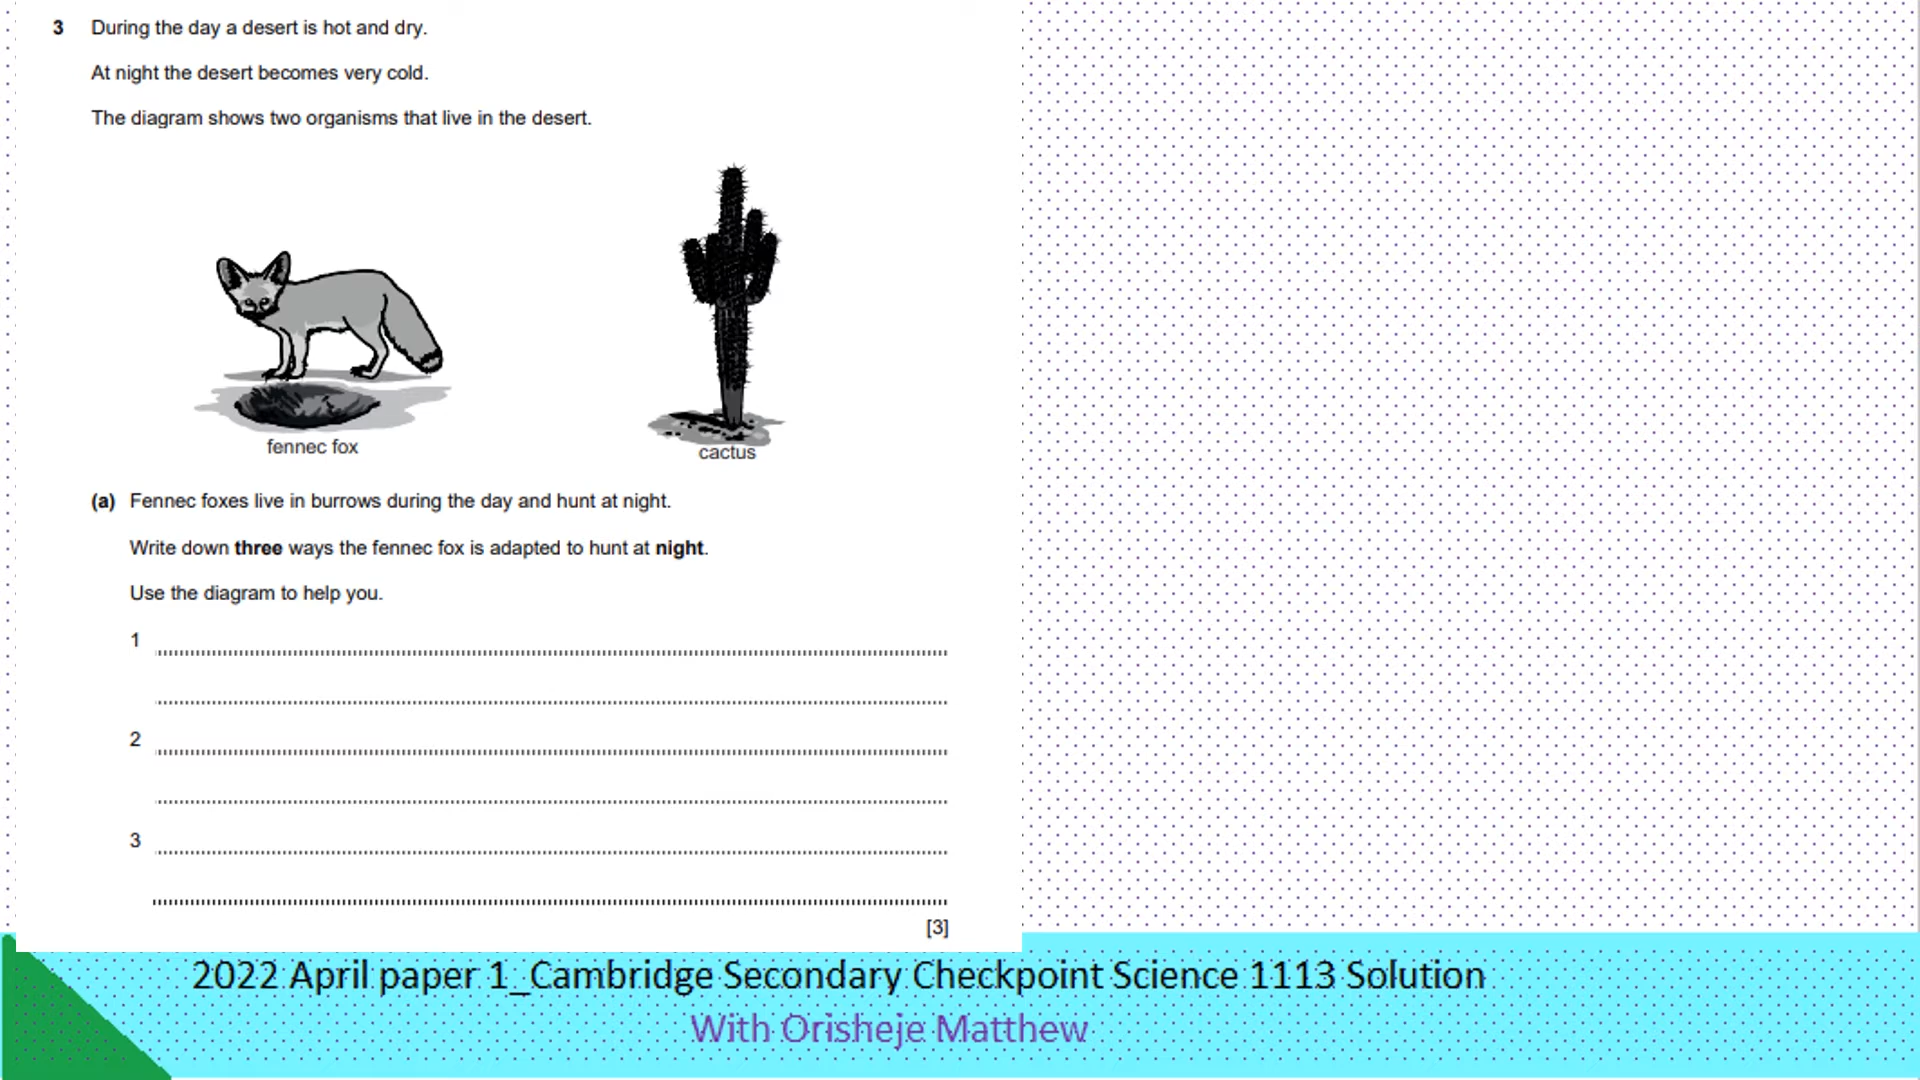 3 During the day a desert is hot and dry.
At night the desert becomes very cold.
The diagram shows two organisms that live in the desert.
fennec fox
cactus
(a) Fennec foxes live in burrows during the day and hunt at night.
Write down three ways the fennec fox is adapted to hunt at night.
Use the diagram to help you.
1
2
3
[3]
2022 April paper 1_Cambridge Secondary Checkpoint Science 1113 Solution
With Orisheje Matthew